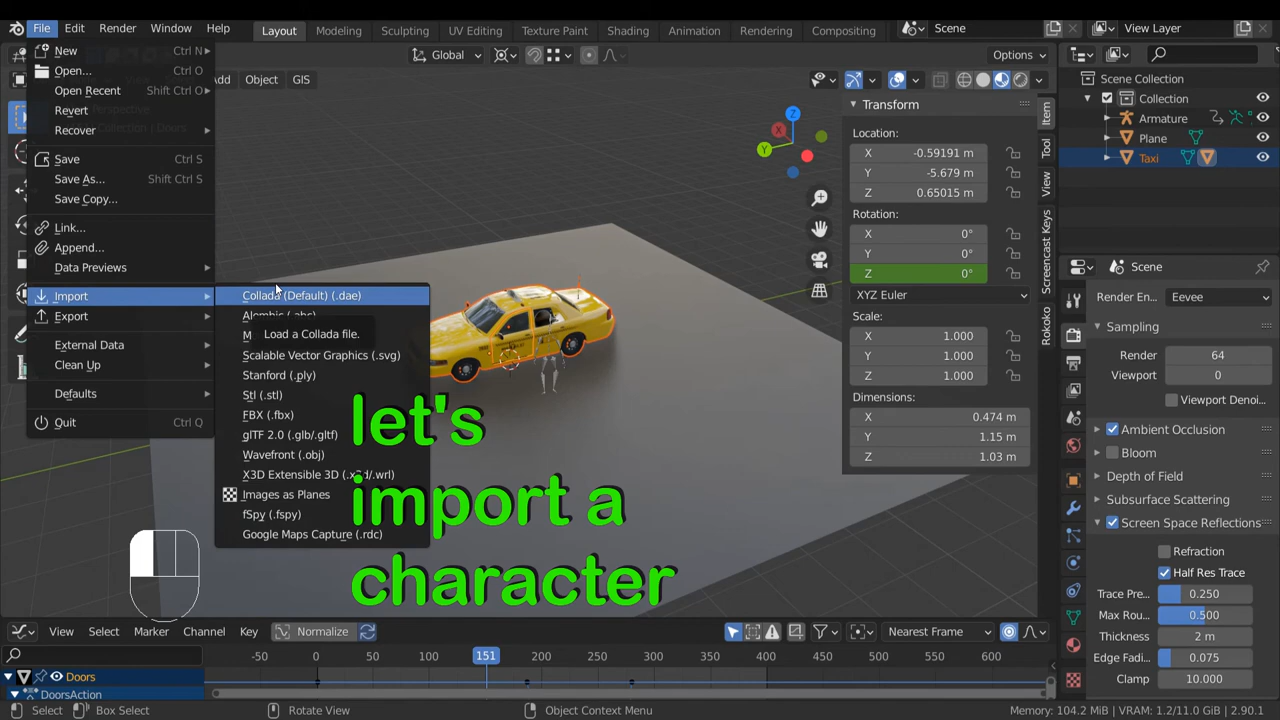 File Edit Render Window Help
Layout Modeling Sculpting UV Editing Texture Paint Shading Animation Rendering Compositing
Scene
View Layer
New Ctrl N
Open... Ctrl O
Open Recent Shift Ctrl O
Revert
Recover
Save Ctrl S
Save As... Shift Ctrl S
Save Copy...
Link...
Append...
Data Previews
Import
Export
External Data
Clean Up
Defaults
Quit Ctrl Q
Collada (Default) (.dae)
Alembic (.abc)
Load a Collada file.
Scalable Vector Graphics (.svg)
Stanford (.ply)
Stl (.stl)
FBX (.fbx)
glTF 2.0 (.glb/.gltf)
Wavefront (.obj)
X3D Extensible 3D (.x3d/.wrl)
Images as Planes
fSpy (.fspy)
Google Maps Capture (.rdc)
let's
import a
character
Object GIS
Global
Options
X
Y
Z
Transform
Location:
X -0.59191 m
Y -5.679 m
Z 0.65015 m
Rotation:
X 0°
Y 0°
Z 0°
XYZ Euler
Scale:
X 1.000
Y 1.000
Z 1.000
Dimensions:
X 0.474 m
Y 1.15 m
Z 1.03 m
Item
Tool
View
Screencast Keys
Rokoko
Scene Collection
Collection
Armature
Plane
Taxi
Scene
Render En... Eevee
Sampling
Render 64
Viewport 0
Viewport Denoi...
Ambient Occlusion
Bloom
Depth of Field
Subsurface Scattering
Screen Space Reflections
Refraction
Half Res Trace
Trace Pre... 0.250
Max Rou... 0.500
Thickness 2 m
Edge Fadi... 0.075
Clamp 10.000
View Select Marker Channel Key Normalize
Nearest Frame
-50 0 50 100 151 200 250 300 350 400 450 500 550 600
Doors
DoorsAction
Select Box Select Rotate View Object Context Menu
Memory: 104.2 MiB | VRAM: 1.2/11.0 GiB | 2.90.1